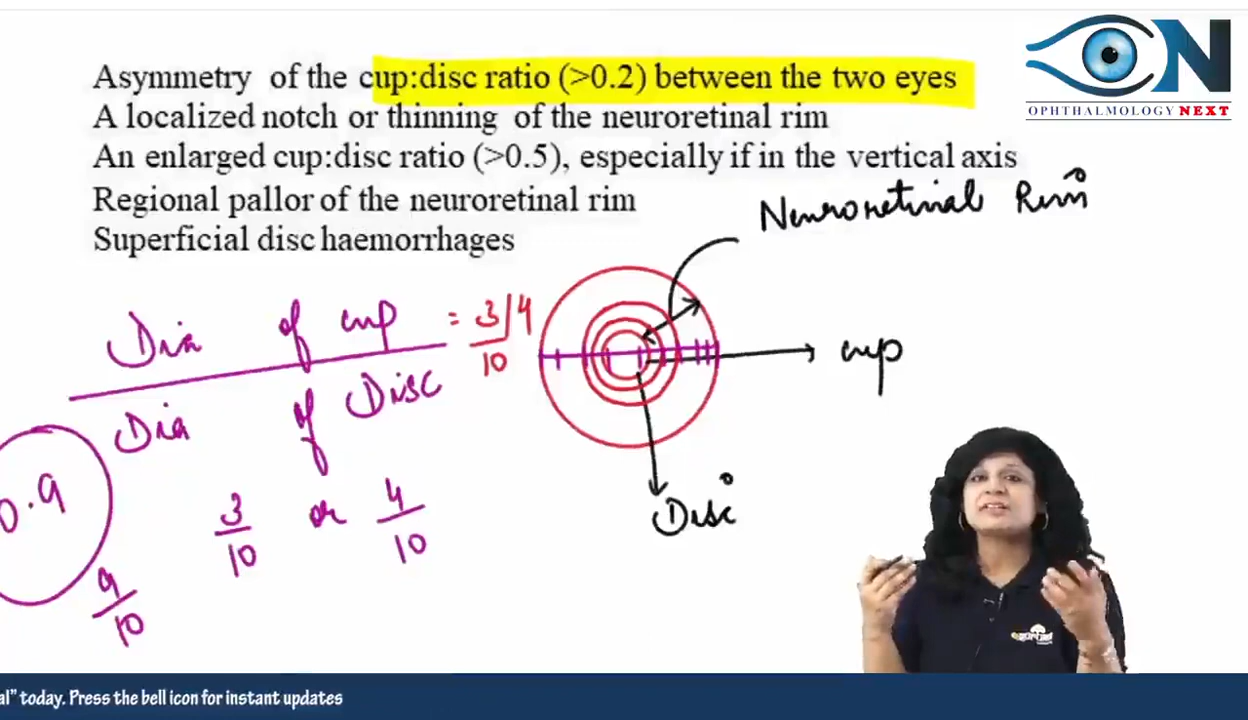 ON
OPHTHALMOLOGY NEXT
Asymmetry of the cup:disc ratio (>0.2) between the two eyes
A localized notch or thinning of the neuroretinal rim
An enlarged cup:disc ratio (>0.5), especially if in the vertical axis
Regional pallor of the neuroretinal rim
Superficial disc haemorrhages
Neuroretinal Rim
Dia of cup
= 3/4
10
Dia of Disc
cup
0.9
3 or 4
10 10
Disc
9
10
al" today. Press the bell icon for instant updates